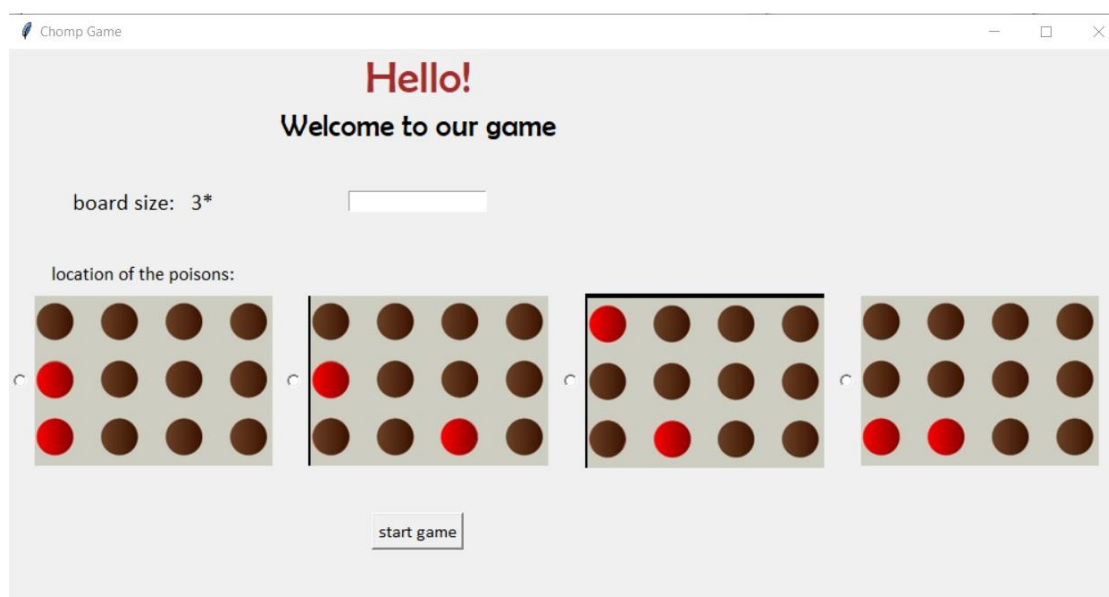 Chomp Game
Hello!
Welcome to our game
board size: 3*
location of the poisons:
start game